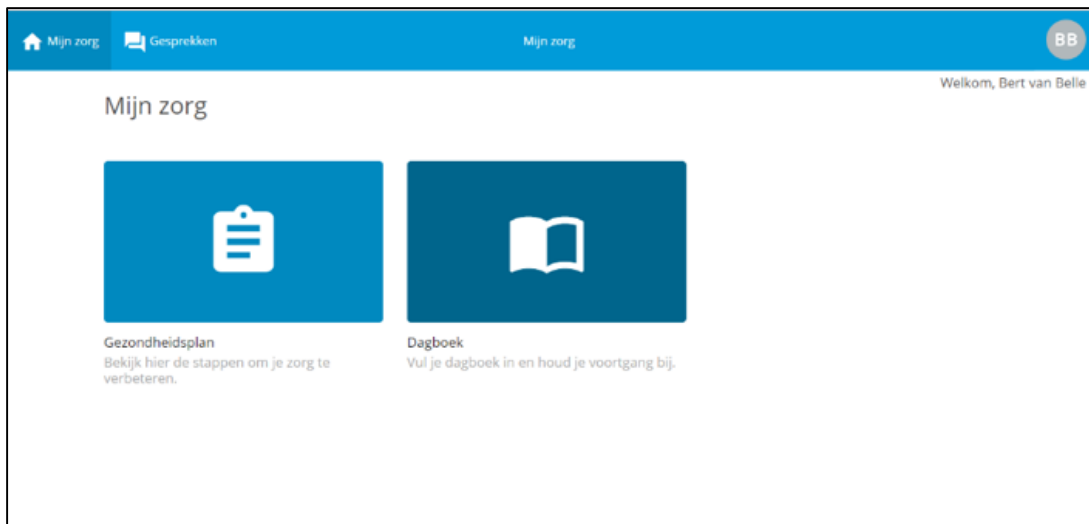 Mijn zorg
Gesprekken
Mijn zorg
BB
Welkom, Bert van Belle
Mijn zorg
Gezondheidsplan
Bekijk hier de stappen om je zorg te
verbeteren.
Dagboek
Vul je dagboek in en houd je voortgang bij.